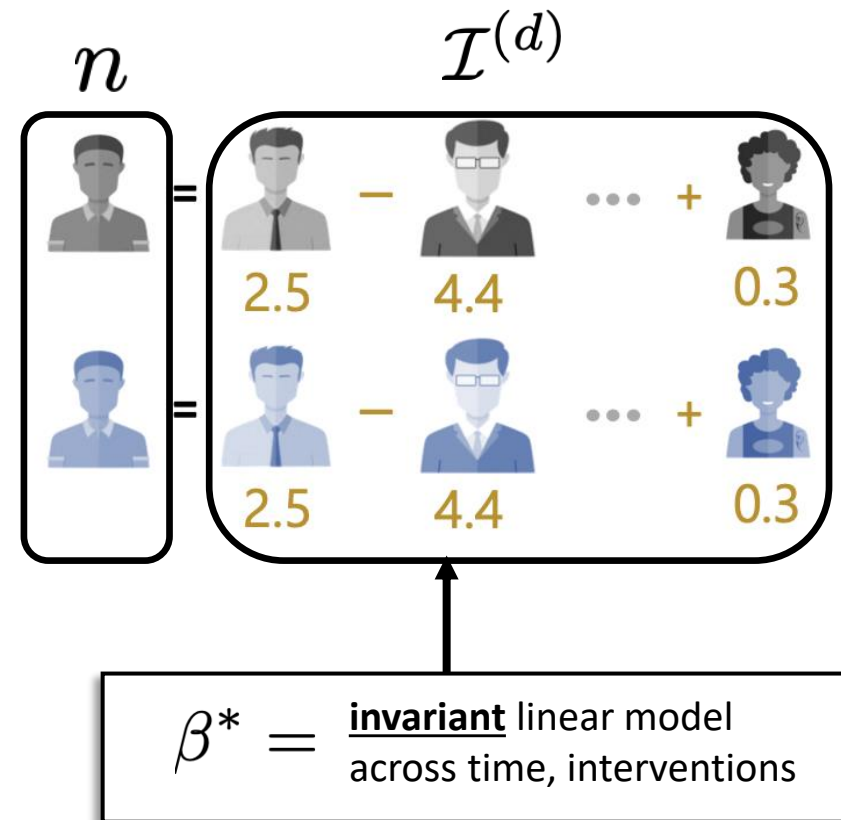 n I^(d)
= − ... +
2.5 4.4 0.3
= − ... +
2.5 4.4 0.3
β* = invariant linear model
across time, interventions